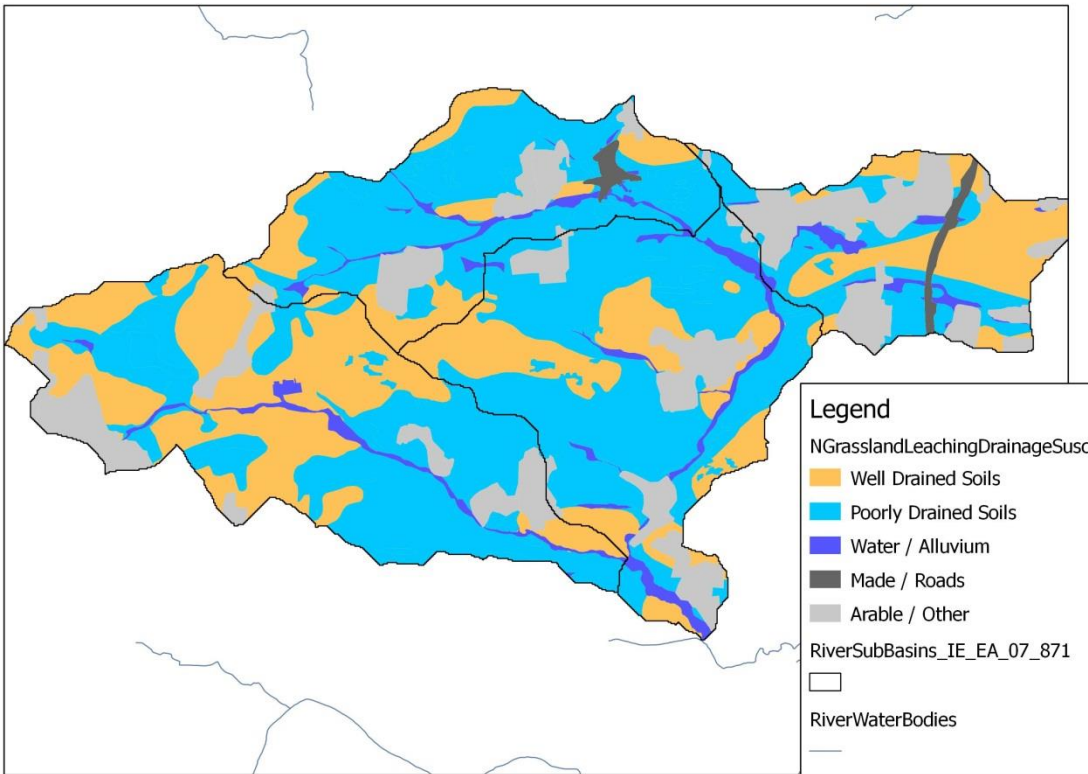 Legend
NGrasslandLeachingDrainageSusc
Well Drained Soils
Poorly Drained Soils
Water / Alluvium
Made / Roads
Arable / Other
RiverSubBasins_IE_EA_07_871
RiverWaterBodies